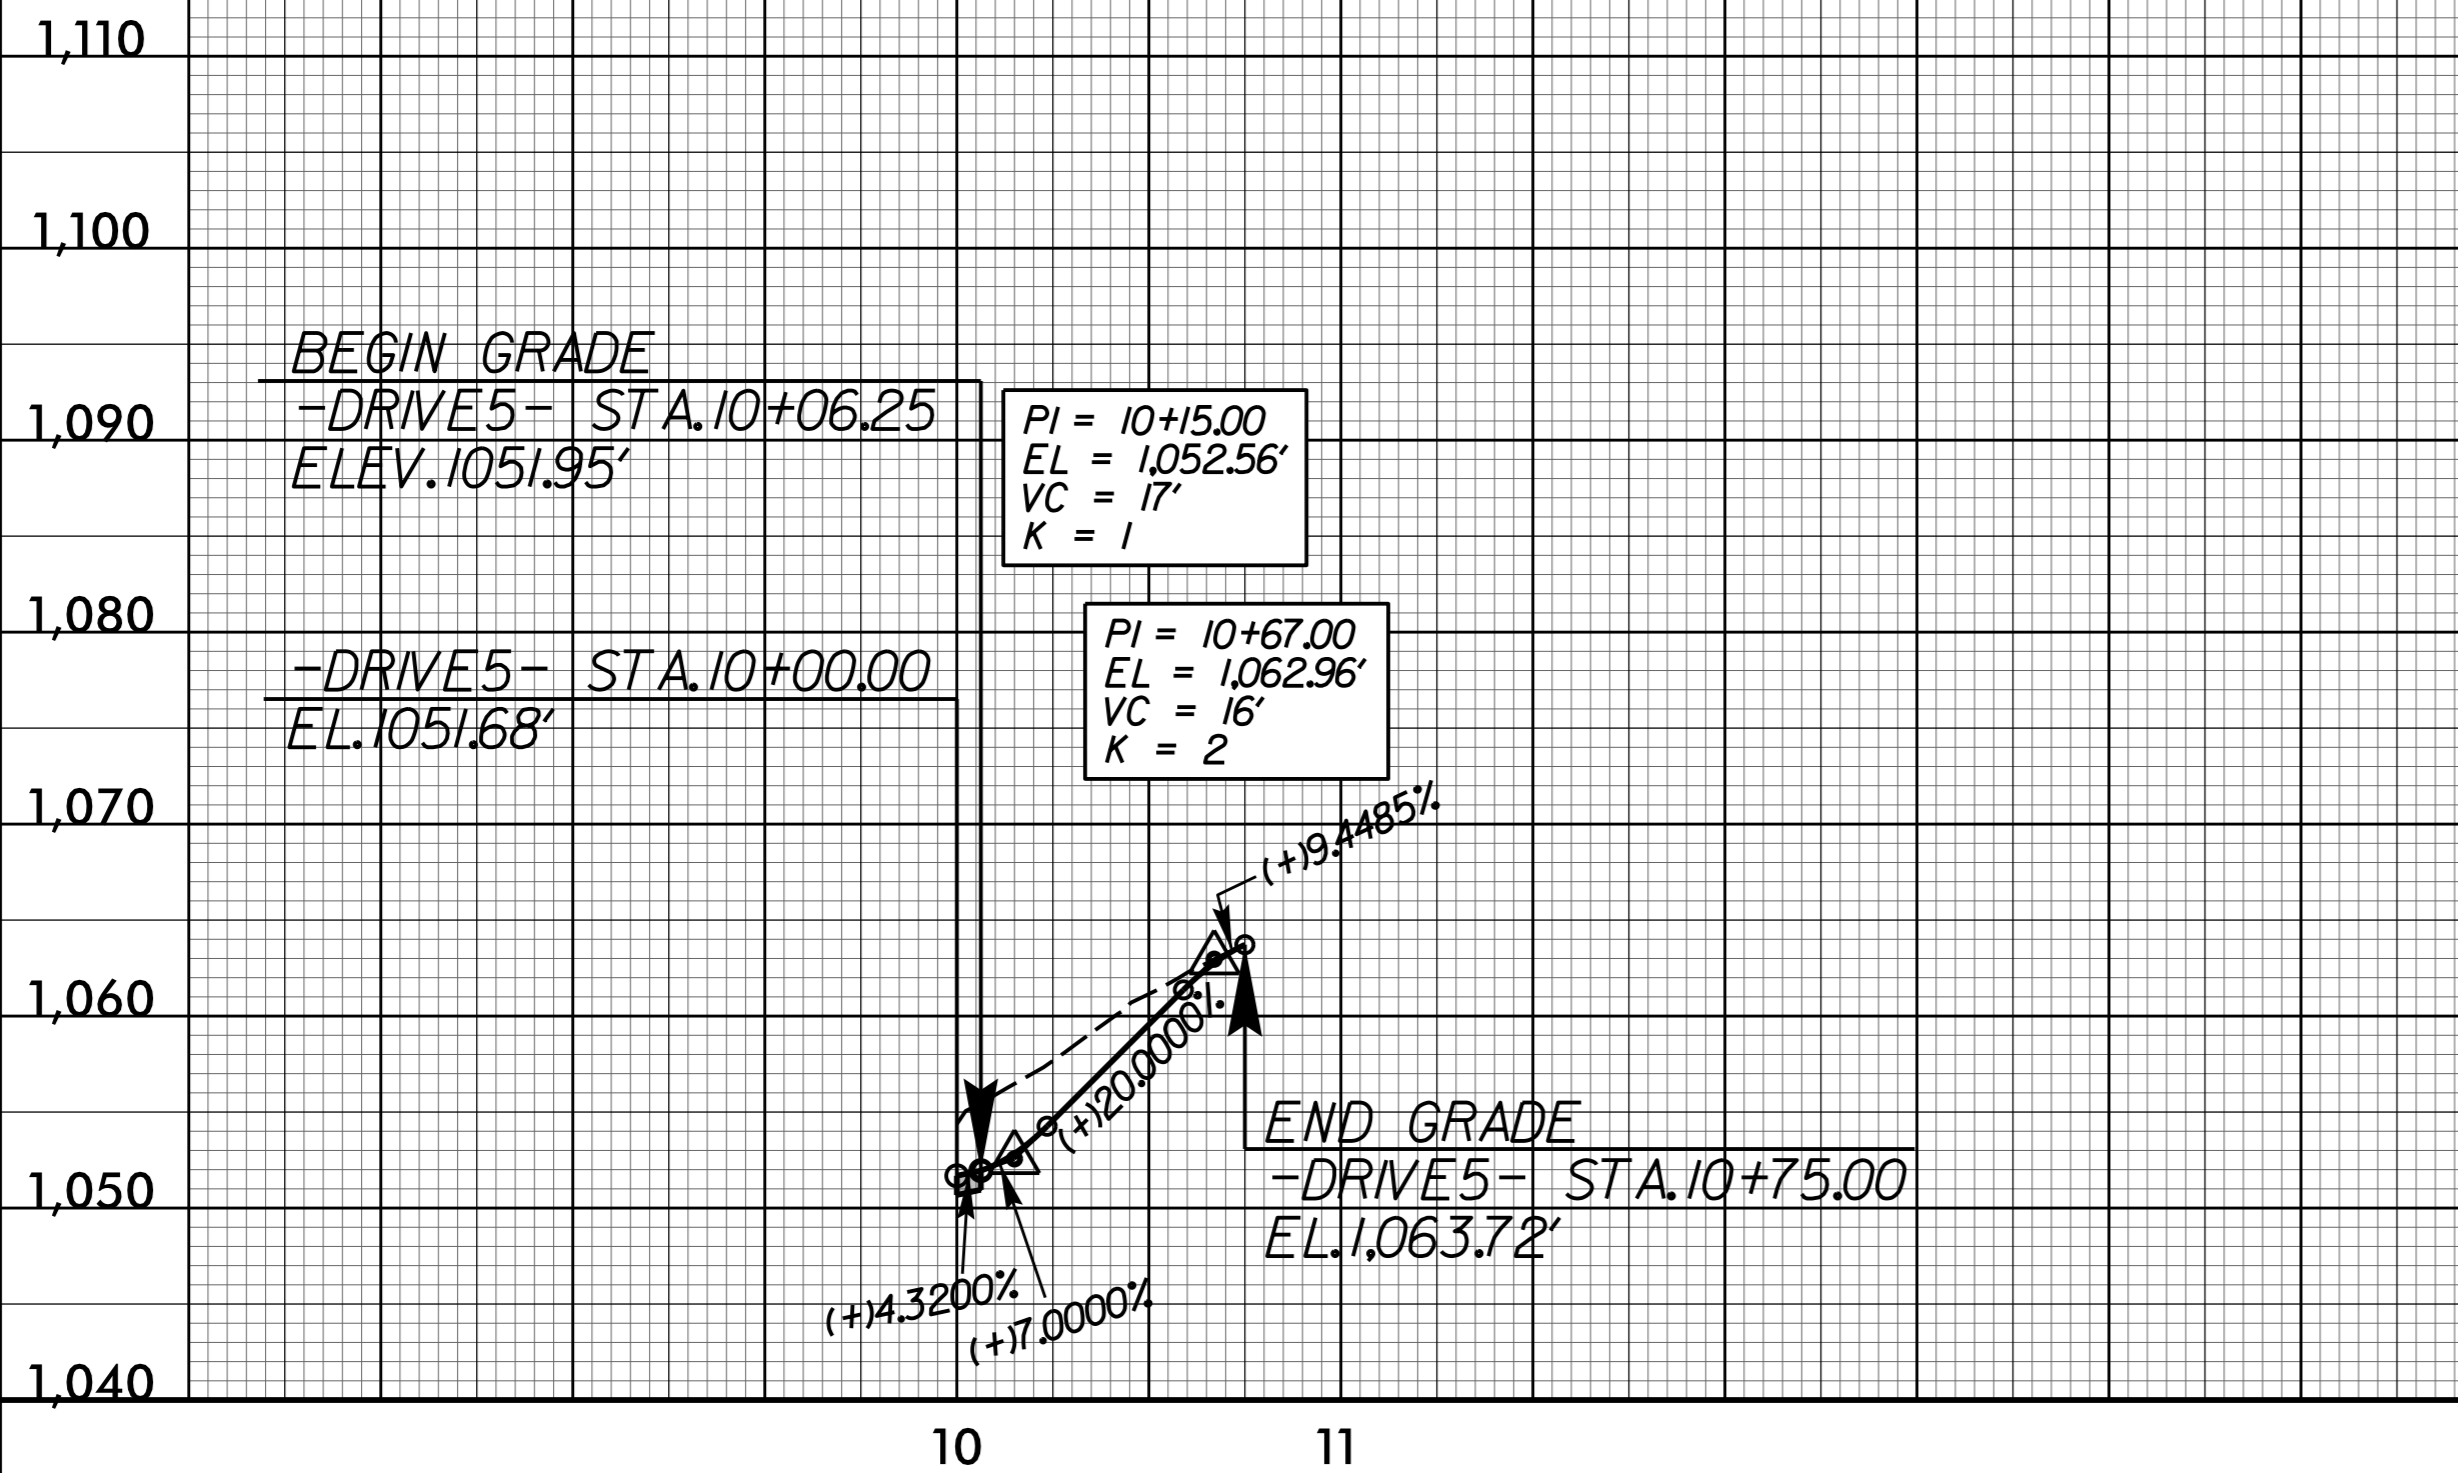 1,110
1,100
1,090
1,080
1,070
1,060
1,050
1,040
BEGIN GRADE
-DRIVE5- STA.10+06.25
ELEV.1051.95'
PI = 10+15.00
EL = 1,052.56'
VC = 17'
K = 1
-DRIVE5- STA.10+00.00
EL.1051.68'
PI = 10+67.00
EL = 1,062.96'
VC = 16'
K = 2
(+)9.4485%
(+)20.0000%
END GRADE
-DRIVE5- STA.10+75.00
EL.1,063.72'
(+)4.3200%
(+)7.0000%
10
11